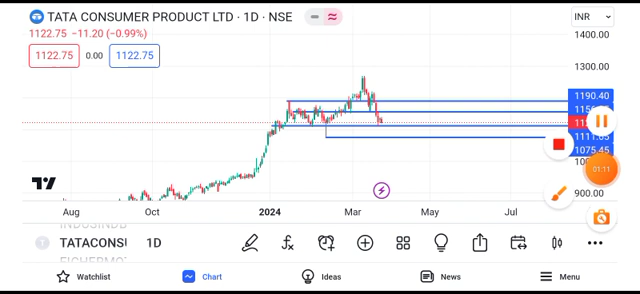 TATA CONSUMER PRODUCT LTD · 1D · NSE
INR
1122.75 −11.20 (−0.99%)
1122.75 0.00 1122.75
1400.00
1300.00
1190.40
1075.45
900.00
Aug Oct 2024 Mar May Jul
01:11
TATACONSU 1D
Watchlist Chart Ideas News Menu